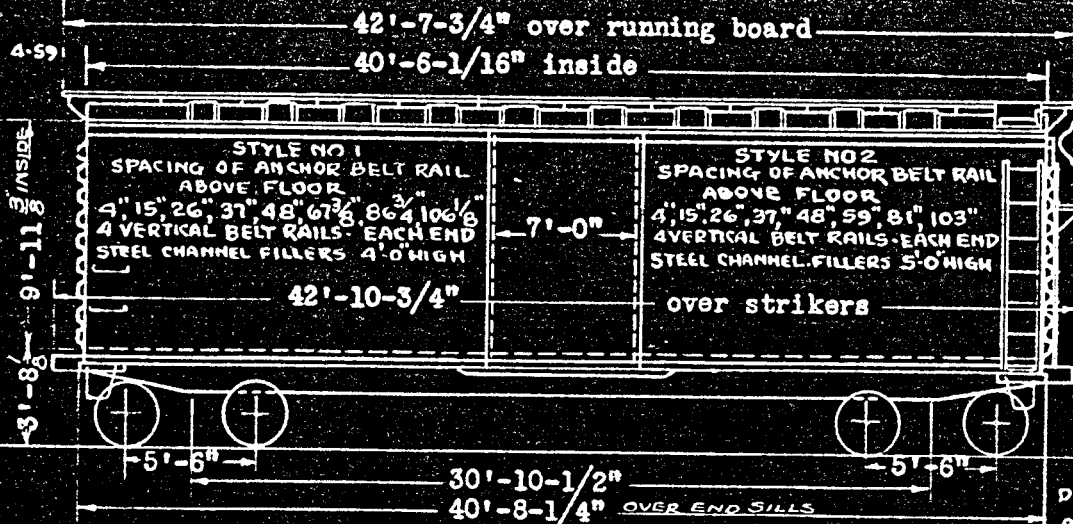 42'-7-3/4" over running board
4-59
40'-6-1/16" inside
STYLE NO 1
SPACING OF ANCHOR BELT RAIL
ABOVE FLOOR
4", 15", 26", 37", 48", 67 3/8", 86 3/4", 106 1/8"
4 VERTICAL BELT RAILS - EACH END
STEEL CHANNEL FILLERS 4'-0" HIGH
STYLE NO 2
SPACING OF ANCHOR BELT RAIL
ABOVE FLOOR
4", 15", 26", 37", 48", 59", 81", 103"
4 VERTICAL BELT RAILS - EACH END
STEEL CHANNEL FILLERS 5'-0" HIGH
7'-0"
9'-11 3/8" INSIDE
42'-10-3/4" over strikers
3'-8 1/8"
5'-6"
5'-6"
30'-10-1/2"
40'-8-1/4" OVER END SILLS